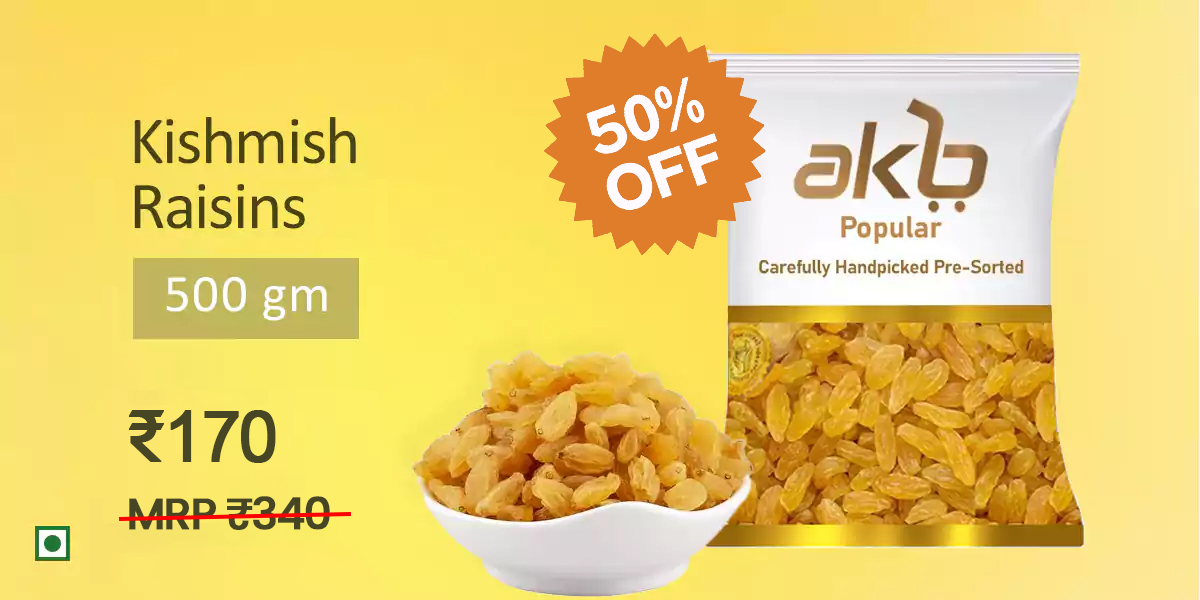 Kishmish
Raisins
500 gm
₹170
MRP ₹340
50%
OFF
akb
Popular
Carefully Handpicked Pre-Sorted